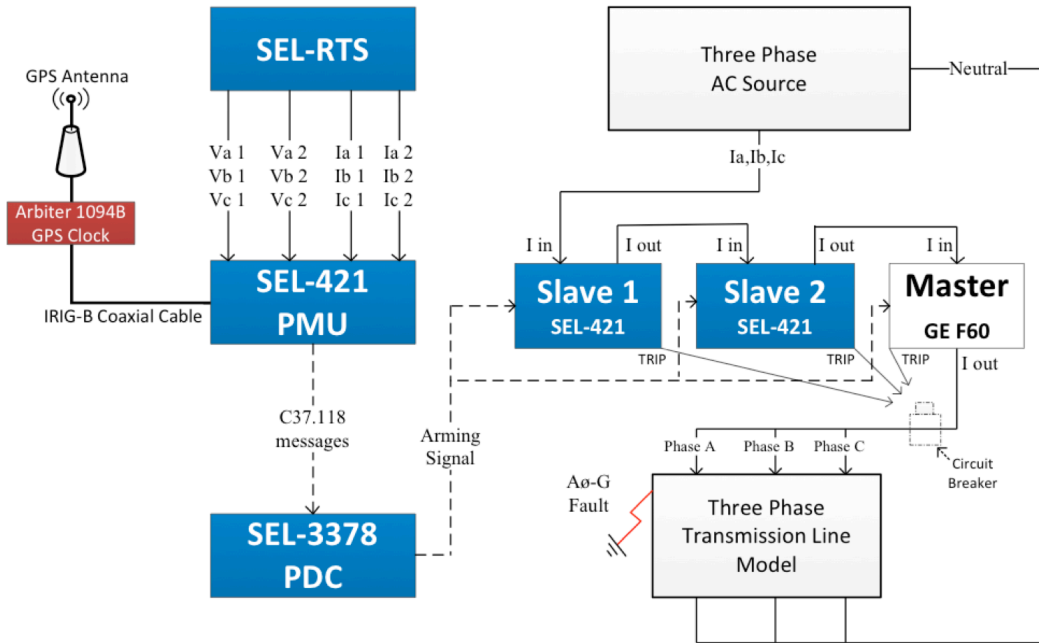 SEL-RTS
GPS Antenna
Va 1
Vb 1
Vc 1
Va 2
Vb 2
Vc 2
Ia 1
Ib 1
Ic 1
Ia 2
Ib 2
Ic 2
Arbiter 1094B
GPS Clock
SEL-421
PMU
IRIG-B Coaxial Cable
C37.118
messages
Arming
Signal
SEL-3378
PDC
Three Phase
AC Source
Neutral
Ia,Ib,Ic
I in
I out
I in
I out
I in
Slave 1
SEL-421
Slave 2
SEL-421
Master
GE F60
TRIP
TRIP
TRIP
I out
Phase A
Phase B
Phase C
Circuit
Breaker
Aø-G
Fault
Three Phase
Transmission Line
Model